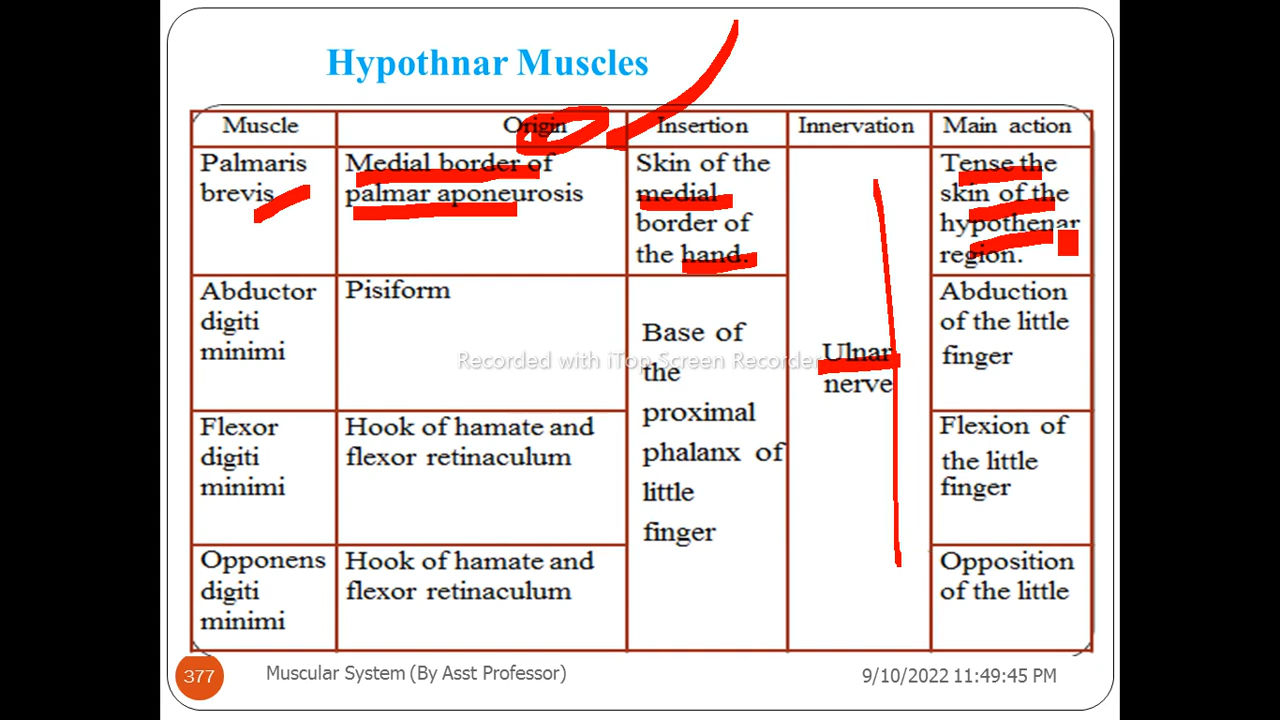 Hypothnar Muscles
Muscle
Origin
Insertion
Innervation
Main action
Palmaris
brevis
Medial border of
palmar aponeurosis
Skin of the
medial
border of
the hand.
Tense the
skin of the
hypothenar
region.
Abductor
digiti
minimi
Pisiform
Base of
the
proximal
phalanx of
little
finger
Ulnar
nerve
Abduction
of the little
finger
Flexor
digiti
minimi
Hook of hamate and
flexor retinaculum
Flexion of
the little
finger
Opponens
digiti
minimi
Hook of hamate and
flexor retinaculum
Opposition
of the little
Recorded with iTop Screen Recorder
377
Muscular System (By Asst Professor)
9/10/2022 11:49:45 PM